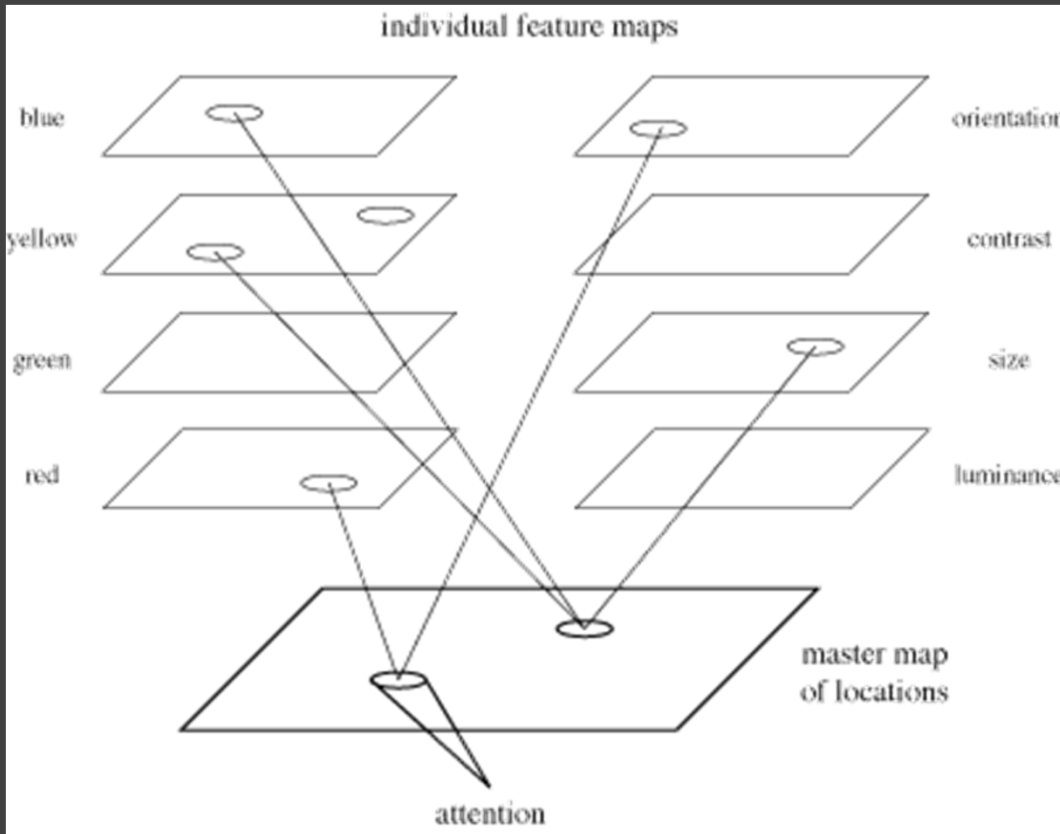 individual feature maps
blue
orientation
yellow
contrast
green
size
red
luminance
master map
of locations
attention